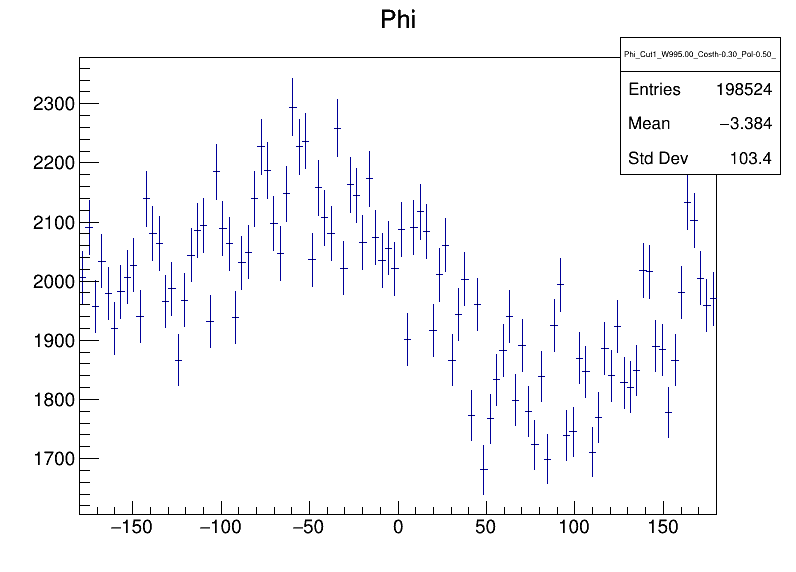 Phi
Phi_Cut1_W995.00_Costh-0.30_Pol-0.50_
Entries 198524
Mean −3.384
Std Dev 103.4
2300
2200
2100
2000
1900
1800
1700
−150 −100 −50 0 50 100 150